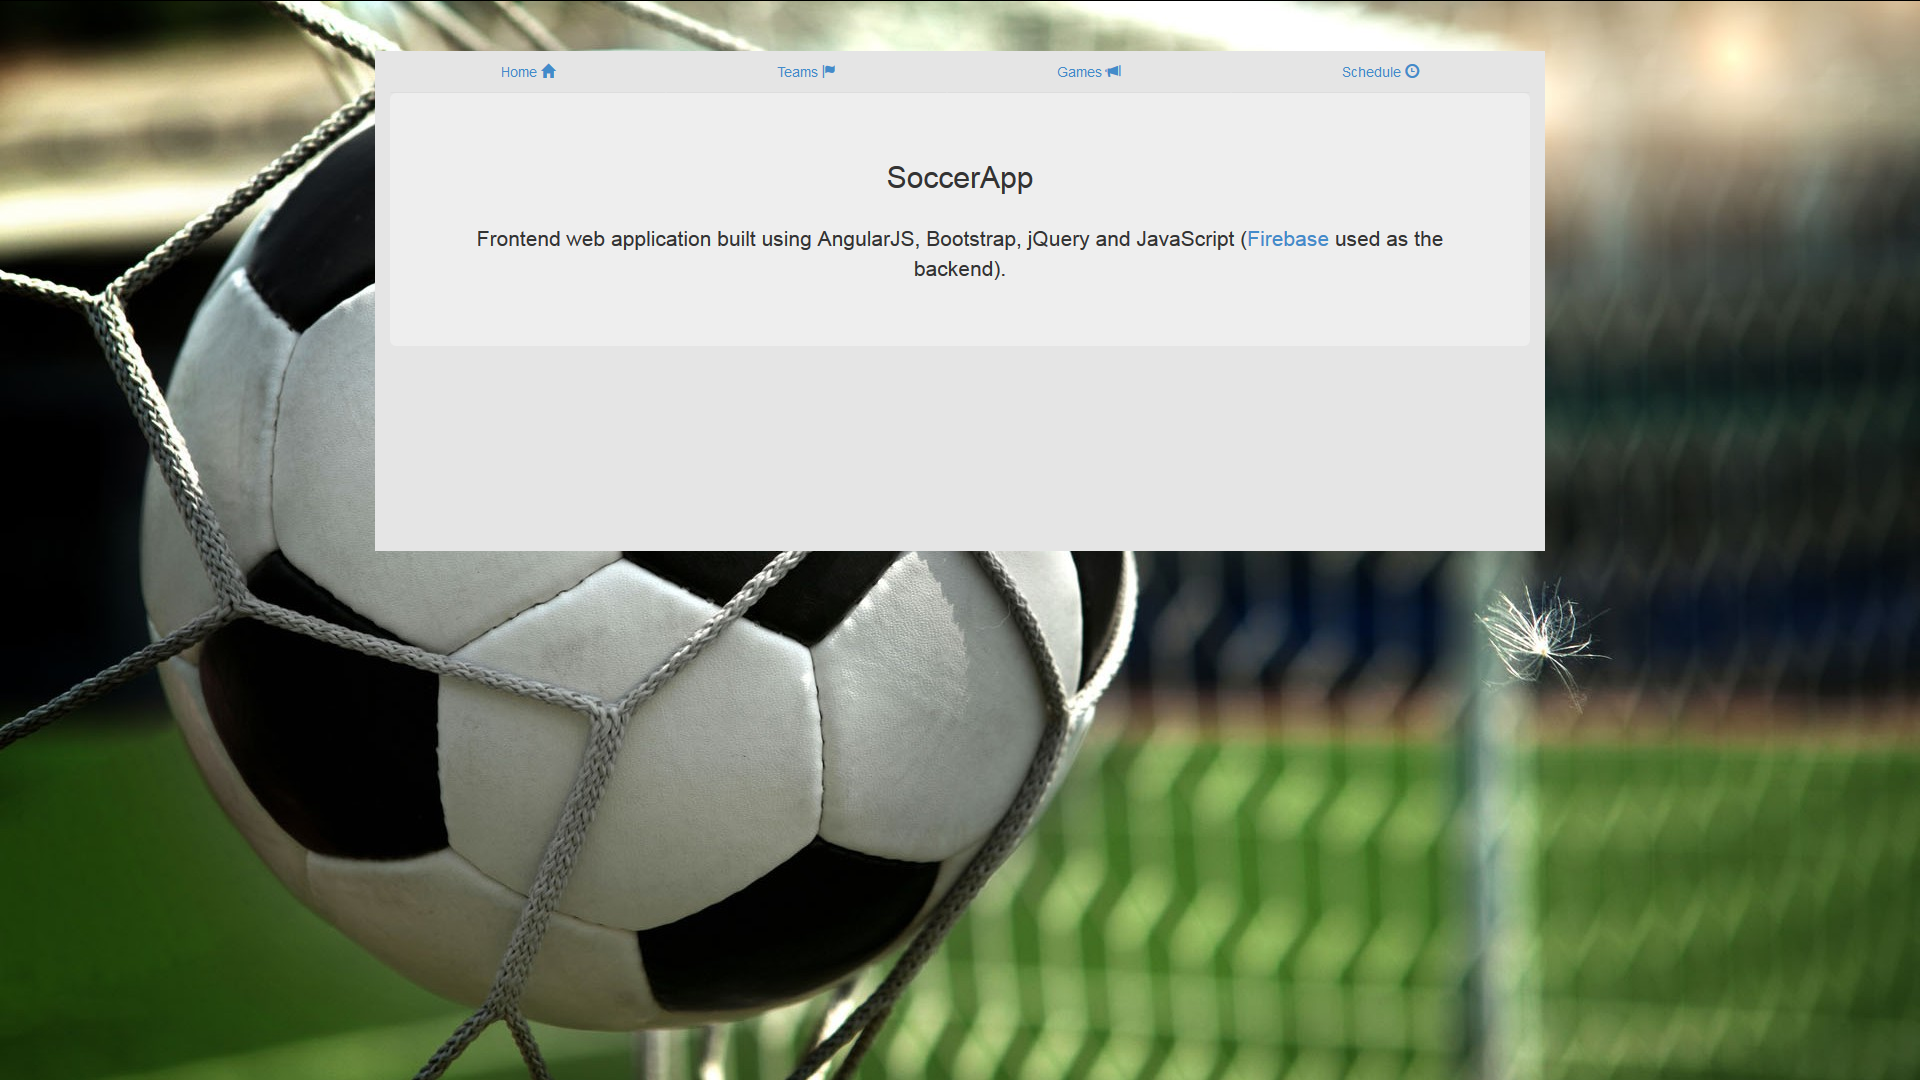 Home Teams Games Schedule
SoccerApp
Frontend web application built using AngularJS, Bootstrap, jQuery and JavaScript (Firebase used as the
backend).